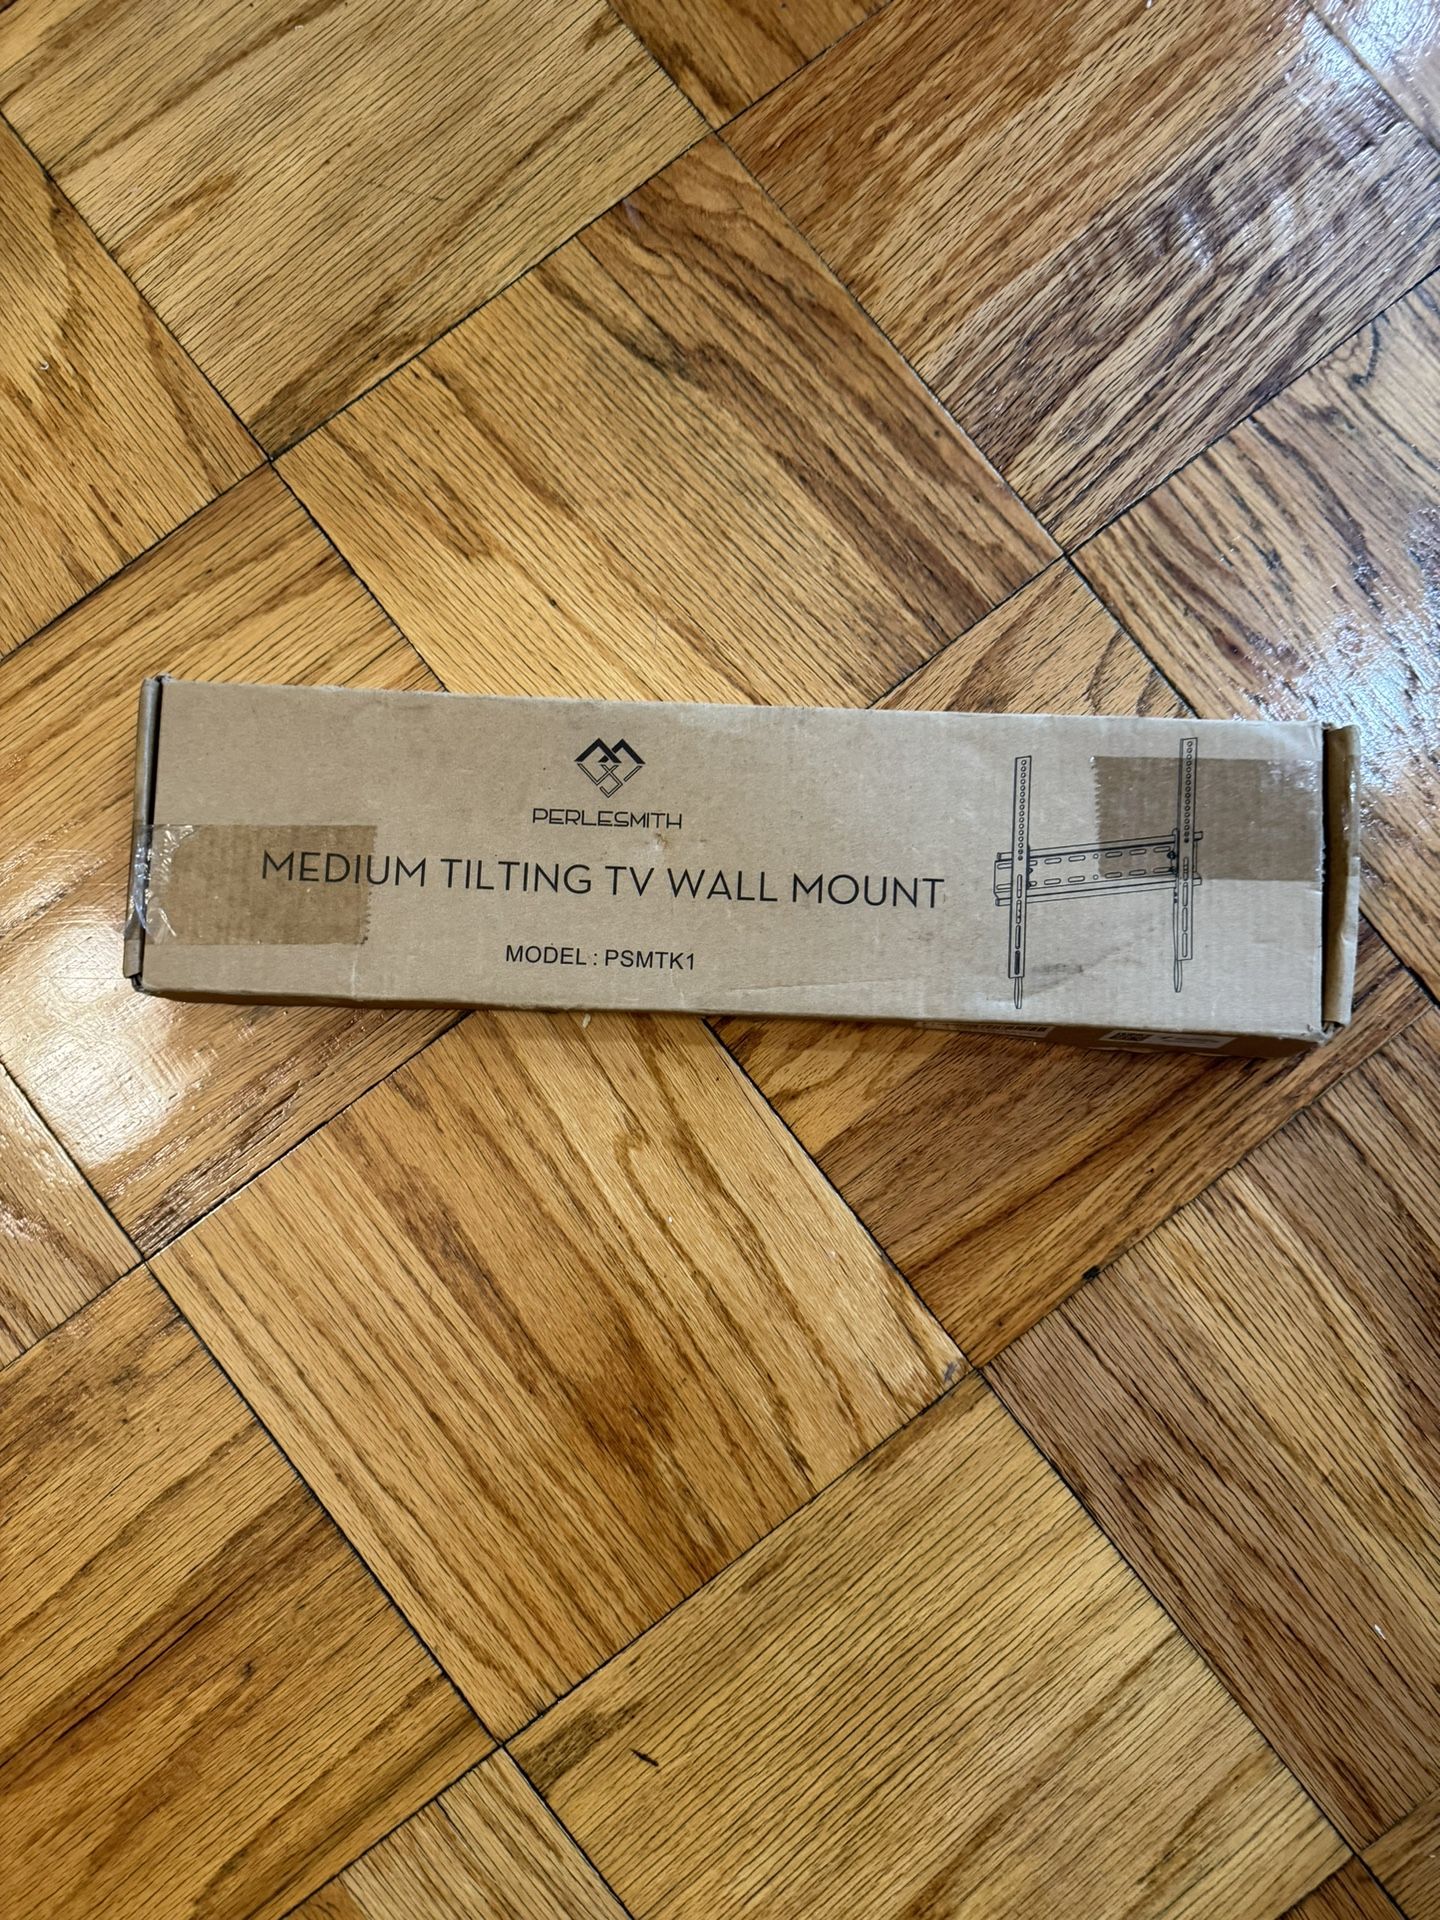 PERLESMITH
MEDIUM TILTING TV WALL MOUNT
MODEL : PSMTK1